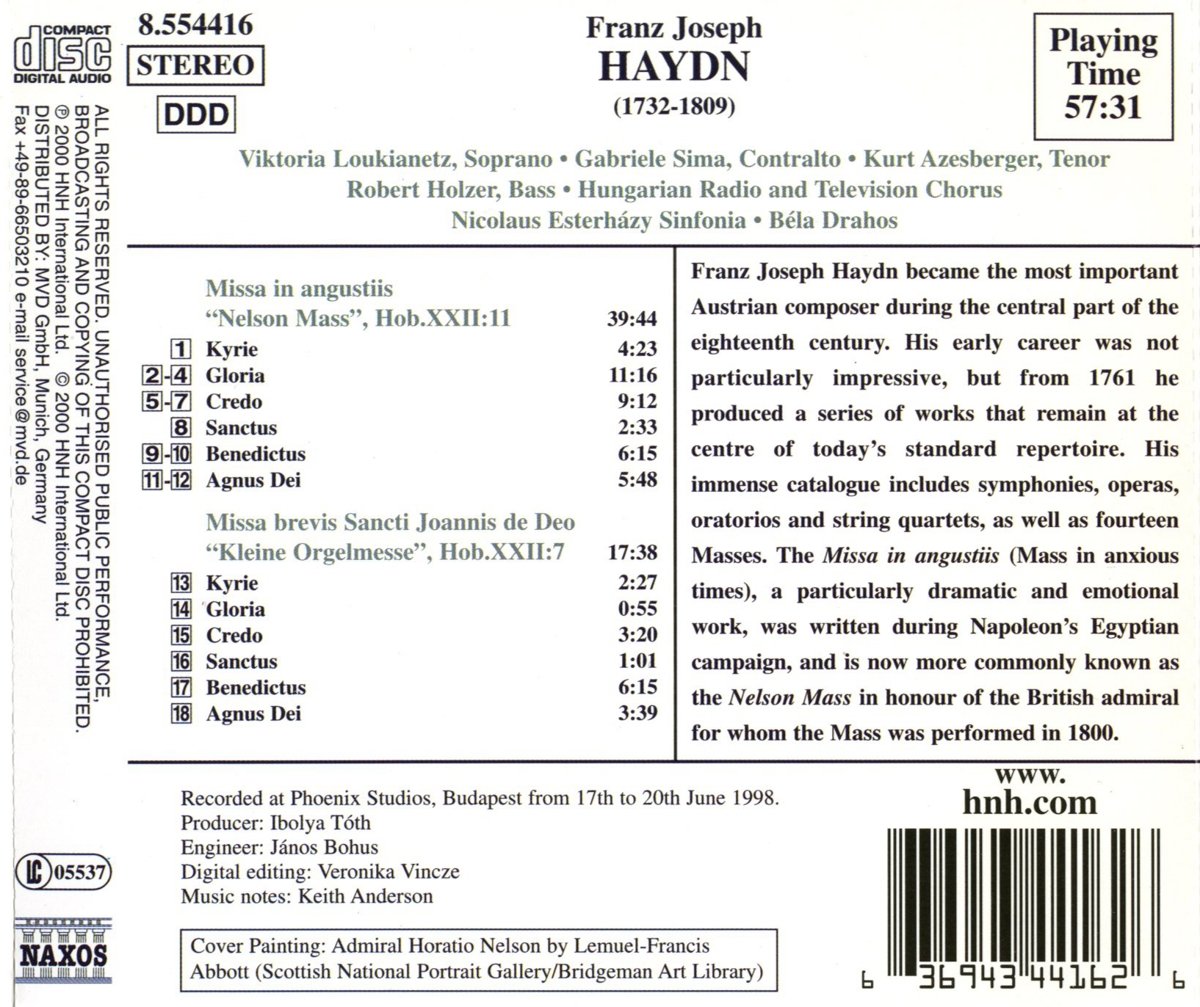 COMPACT
disc
DIGITAL AUDIO
8.554416
STEREO
DDD
Franz Joseph
HAYDN
(1732-1809)
Playing
Time
57:31
Viktoria Loukianetz, Soprano • Gabriele Sima, Contralto • Kurt Azesberger, Tenor
Robert Holzer, Bass • Hungarian Radio and Television Chorus
Nicolaus Esterházy Sinfonia • Béla Drahos
Missa in angustiis
“Nelson Mass”, Hob.XXII:11 39:44
1 Kyrie 4:23
2-4 Gloria 11:16
5-7 Credo 9:12
8 Sanctus 2:33
9-10 Benedictus 6:15
11-12 Agnus Dei 5:48
Missa brevis Sancti Joannis de Deo
“Kleine Orgelmesse”, Hob.XXII:7 17:38
13 Kyrie 2:27
14 Gloria 0:55
15 Credo 3:20
16 Sanctus 1:01
17 Benedictus 6:15
18 Agnus Dei 3:39
Franz Joseph Haydn became the most important
Austrian composer during the central part of the
eighteenth century. His early career was not
particularly impressive, but from 1761 he
produced a series of works that remain at the
centre of today’s standard repertoire. His
immense catalogue includes symphonies, operas,
oratorios and string quartets, as well as fourteen
Masses. The Missa in angustiis (Mass in anxious
times), a particularly dramatic and emotional
work, was written during Napoleon’s Egyptian
campaign, and is now more commonly known as
the Nelson Mass in honour of the British admiral
for whom the Mass was performed in 1800.
Recorded at Phoenix Studios, Budapest from 17th to 20th June 1998.
Producer: Ibolya Tóth
Engineer: János Bohus
Digital editing: Veronika Vincze
Music notes: Keith Anderson
Cover Painting: Admiral Horatio Nelson by Lemuel-Francis
Abbott (Scottish National Portrait Gallery/Bridgeman Art Library)
www.
hnh.com
6 36943 44162 6
ALL RIGHTS RESERVED. UNAUTHORISED PUBLIC PERFORMANCE,
BROADCASTING AND COPYING OF THIS COMPACT DISC PROHIBITED.
℗ 2000 HNH International Ltd. © 2000 HNH International Ltd.
DISTRIBUTED BY: MVD GmbH, Munich, Germany
Fax +49-89-66503210 e-mail service@mvd.de
LC 05537
NAXOS